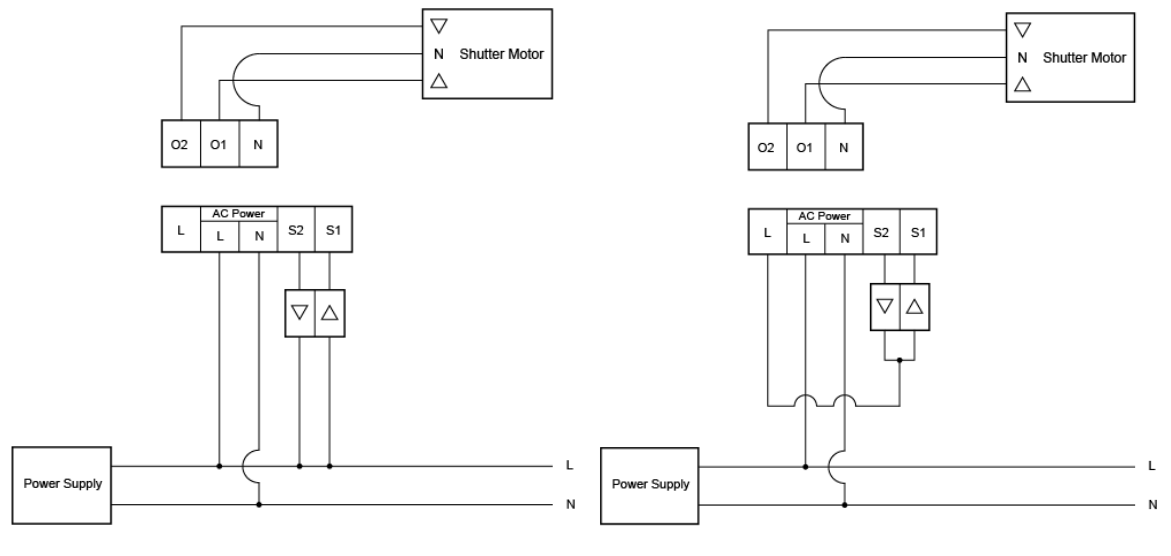 ▽
N Shutter Motor
△
O2 O1 N
AC Power
L L N S2 S1
▽ △
Power Supply
L
N
▽
N Shutter Motor
△
O2 O1 N
AC Power
L L N S2 S1
▽ △
Power Supply
L
N